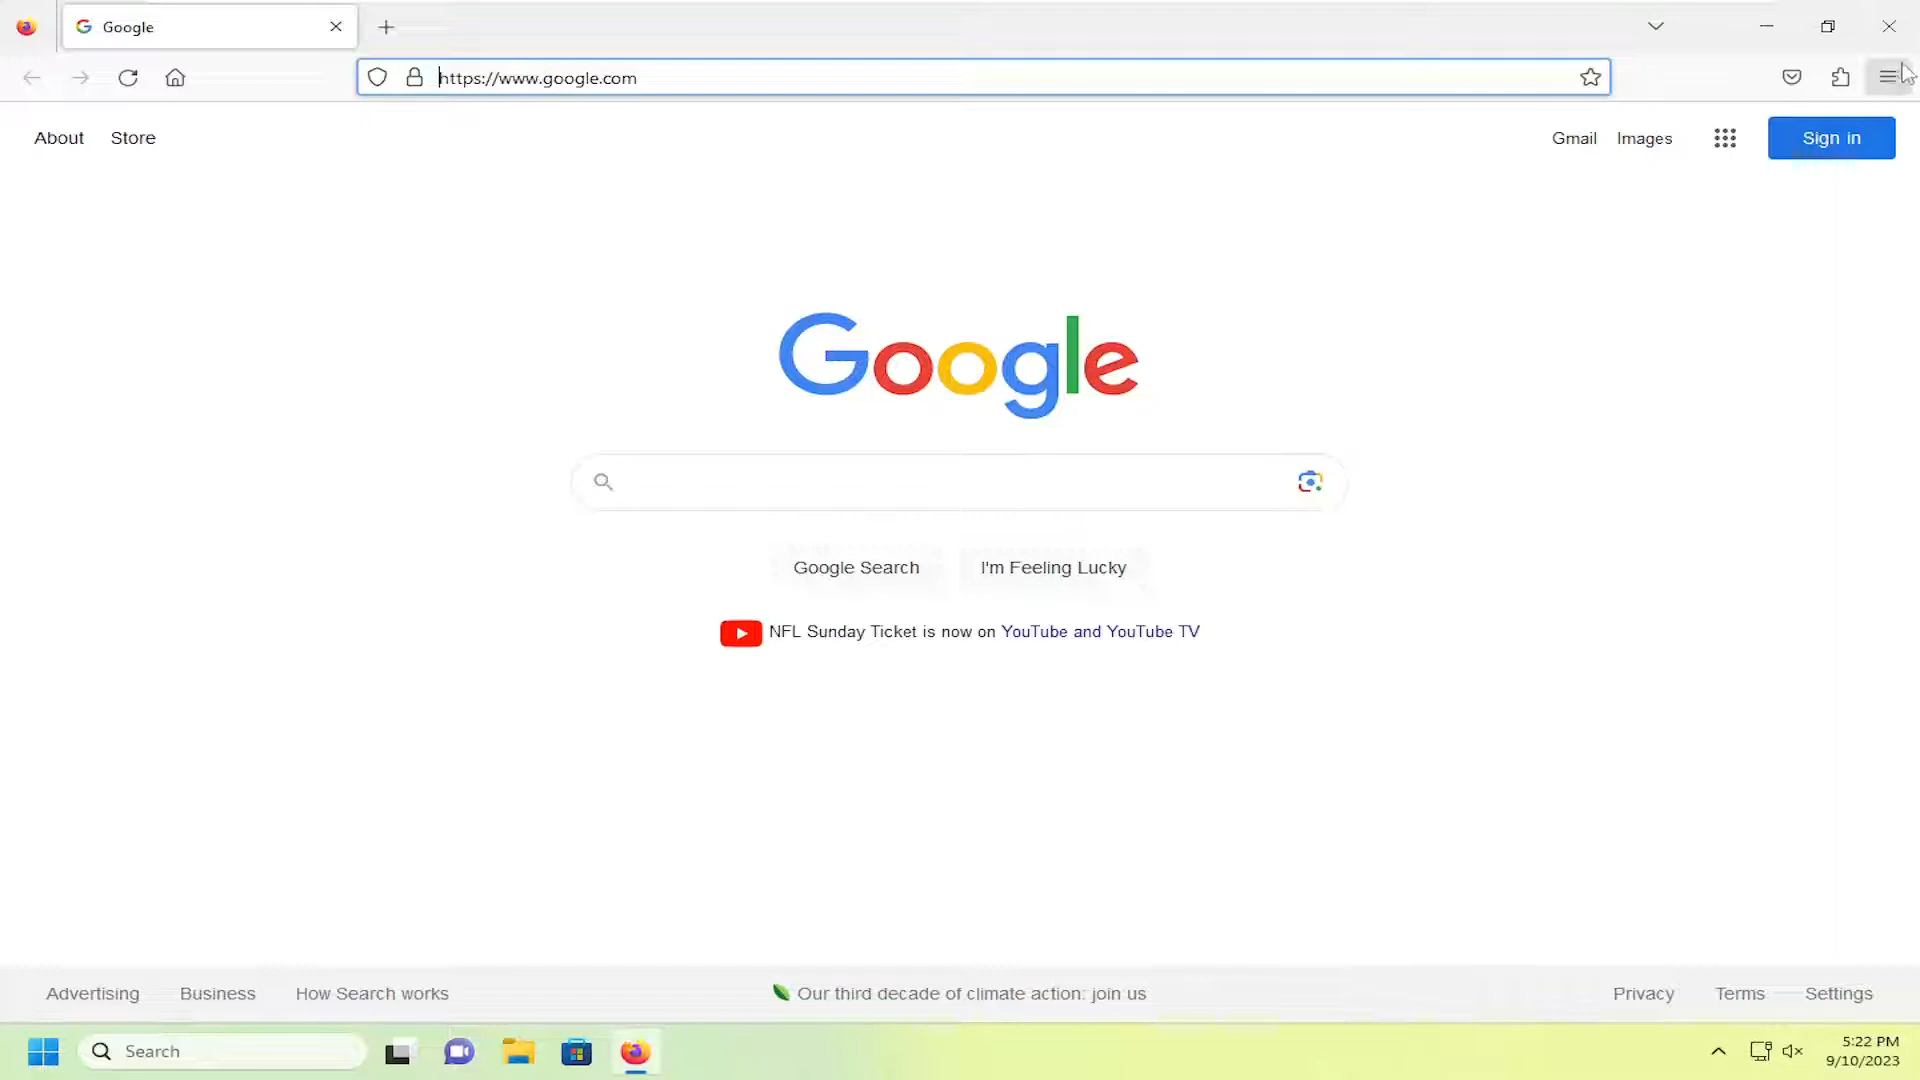 Google
https://www.google.com
About Store Gmail Images Sign in
Google
Google Search I'm Feeling Lucky
NFL Sunday Ticket is now on YouTube and YouTube TV
Advertising Business How Search works Our third decade of climate action: join us Privacy Terms Settings
Search 5:22 PM
9/10/2023